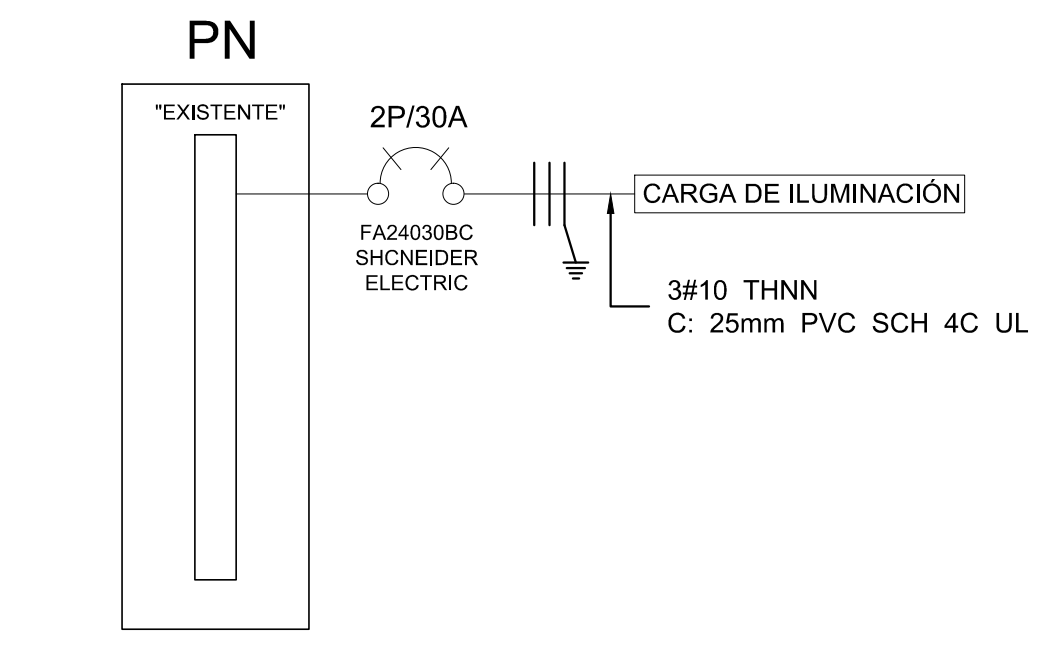 PN
"EXISTENTE"
2P/30A
FA24030BC
SHCNEIDER
ELECTRIC
CARGA DE ILUMINACIÓN
3#10 THNN
C: 25mm PVC SCH 4C UL